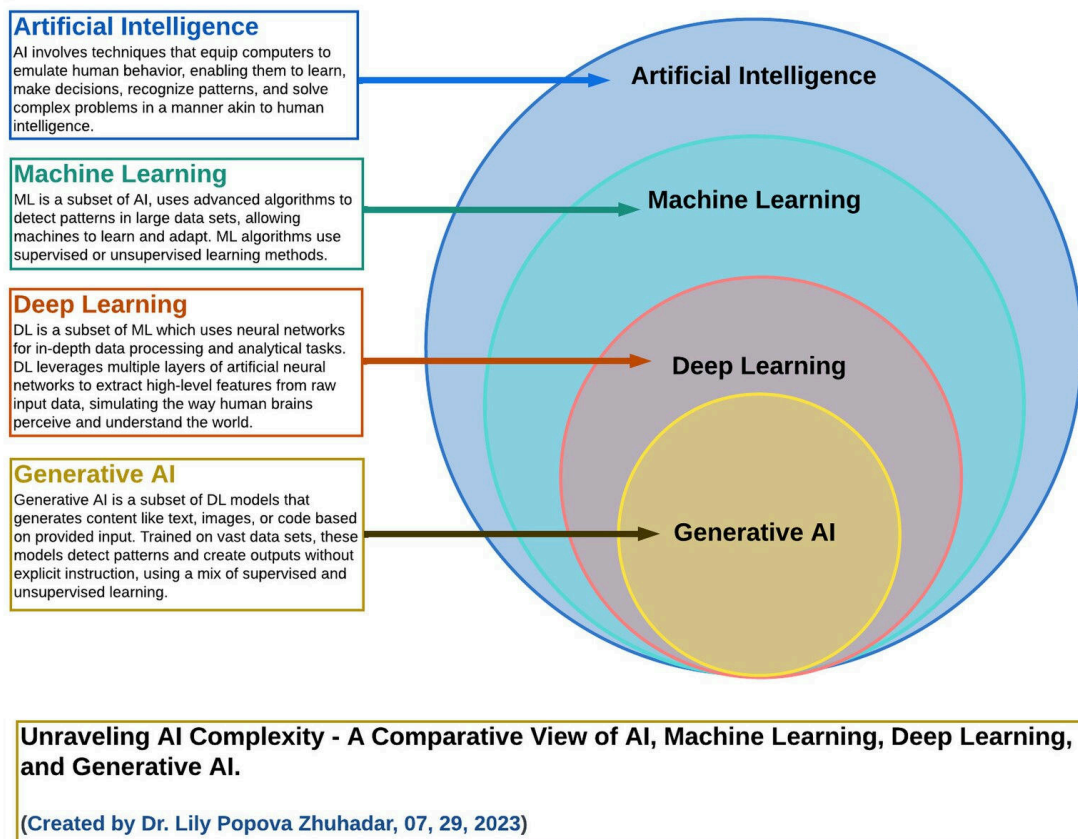 Artificial Intelligence
AI involves techniques that equip computers to
emulate human behavior, enabling them to learn,
make decisions, recognize patterns, and solve
complex problems in a manner akin to human
intelligence.
Machine Learning
ML is a subset of AI, uses advanced algorithms to
detect patterns in large data sets, allowing
machines to learn and adapt. ML algorithms use
supervised or unsupervised learning methods.
Deep Learning
DL is a subset of ML which uses neural networks
for in-depth data processing and analytical tasks.
DL leverages multiple layers of artificial neural
networks to extract high-level features from raw
input data, simulating the way human brains
perceive and understand the world.
Generative AI
Generative AI is a subset of DL models that
generates content like text, images, or code based
on provided input. Trained on vast data sets, these
models detect patterns and create outputs without
explicit instruction, using a mix of supervised and
unsupervised learning.
Artificial Intelligence
Machine Learning
Deep Learning
Generative AI
Unraveling AI Complexity - A Comparative View of AI, Machine Learning, Deep Learning,
and Generative AI.
(Created by Dr. Lily Popova Zhuhadar, 07, 29, 2023)